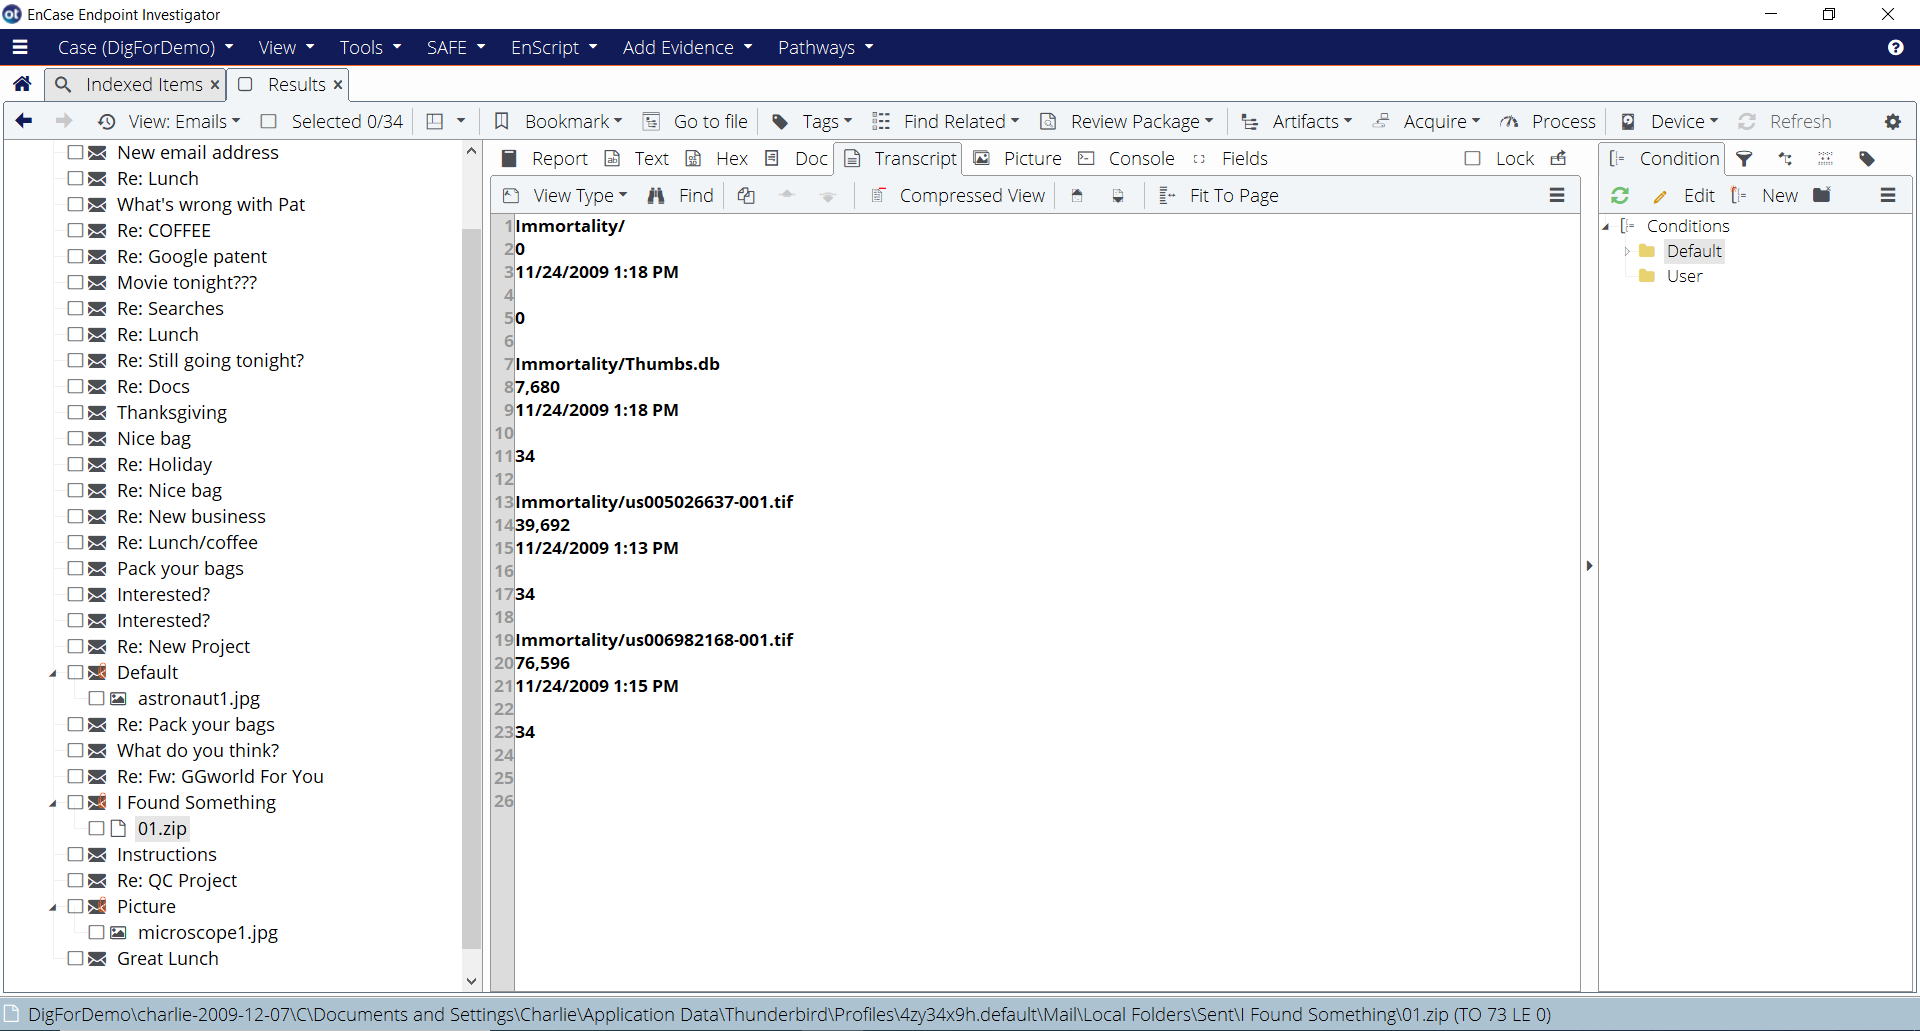 EnCase Endpoint Investigator
Case (DigForDemo) View Tools SAFE EnScript Add Evidence Pathways
Indexed Items Results
View: Emails Selected 0/34 Bookmark Go to file Tags Find Related Review Package Artifacts Acquire Process Device Refresh
New email address
Re: Lunch
What's wrong with Pat
Re: COFFEE
Re: Google patent
Movie tonight???
Re: Searches
Re: Lunch
Re: Still going tonight?
Re: Docs
Thanksgiving
Nice bag
Re: Holiday
Re: Nice bag
Re: New business
Re: Lunch/coffee
Pack your bags
Interested?
Interested?
Re: New Project
Default
astronaut1.jpg
Re: Pack your bags
What do you think?
Re: Fw: GGworld For You
I Found Something
01.zip
Instructions
Re: QC Project
Picture
microscope1.jpg
Great Lunch
Report Text Hex Doc Transcript Picture Console Fields Lock
View Type Find Compressed View Fit To Page
1 Immortality/
2 0
3 11/24/2009 1:18 PM
4
5 0
6
7 Immortality/Thumbs.db
8 7,680
9 11/24/2009 1:18 PM
10
11 34
12
13 Immortality/us005026637-001.tif
14 39,692
15 11/24/2009 1:13 PM
16
17 34
18
19 Immortality/us006982168-001.tif
20 76,596
21 11/24/2009 1:15 PM
22
23 34
24
25
26
Condition
Edit New
Conditions
Default
User
DigForDemo\charlie-2009-12-07\C\Documents and Settings\Charlie\Application Data\Thunderbird\Profiles\4zy34x9h.default\Mail\Local Folders\Sent\I Found Something\01.zip (TO 73 LE 0)